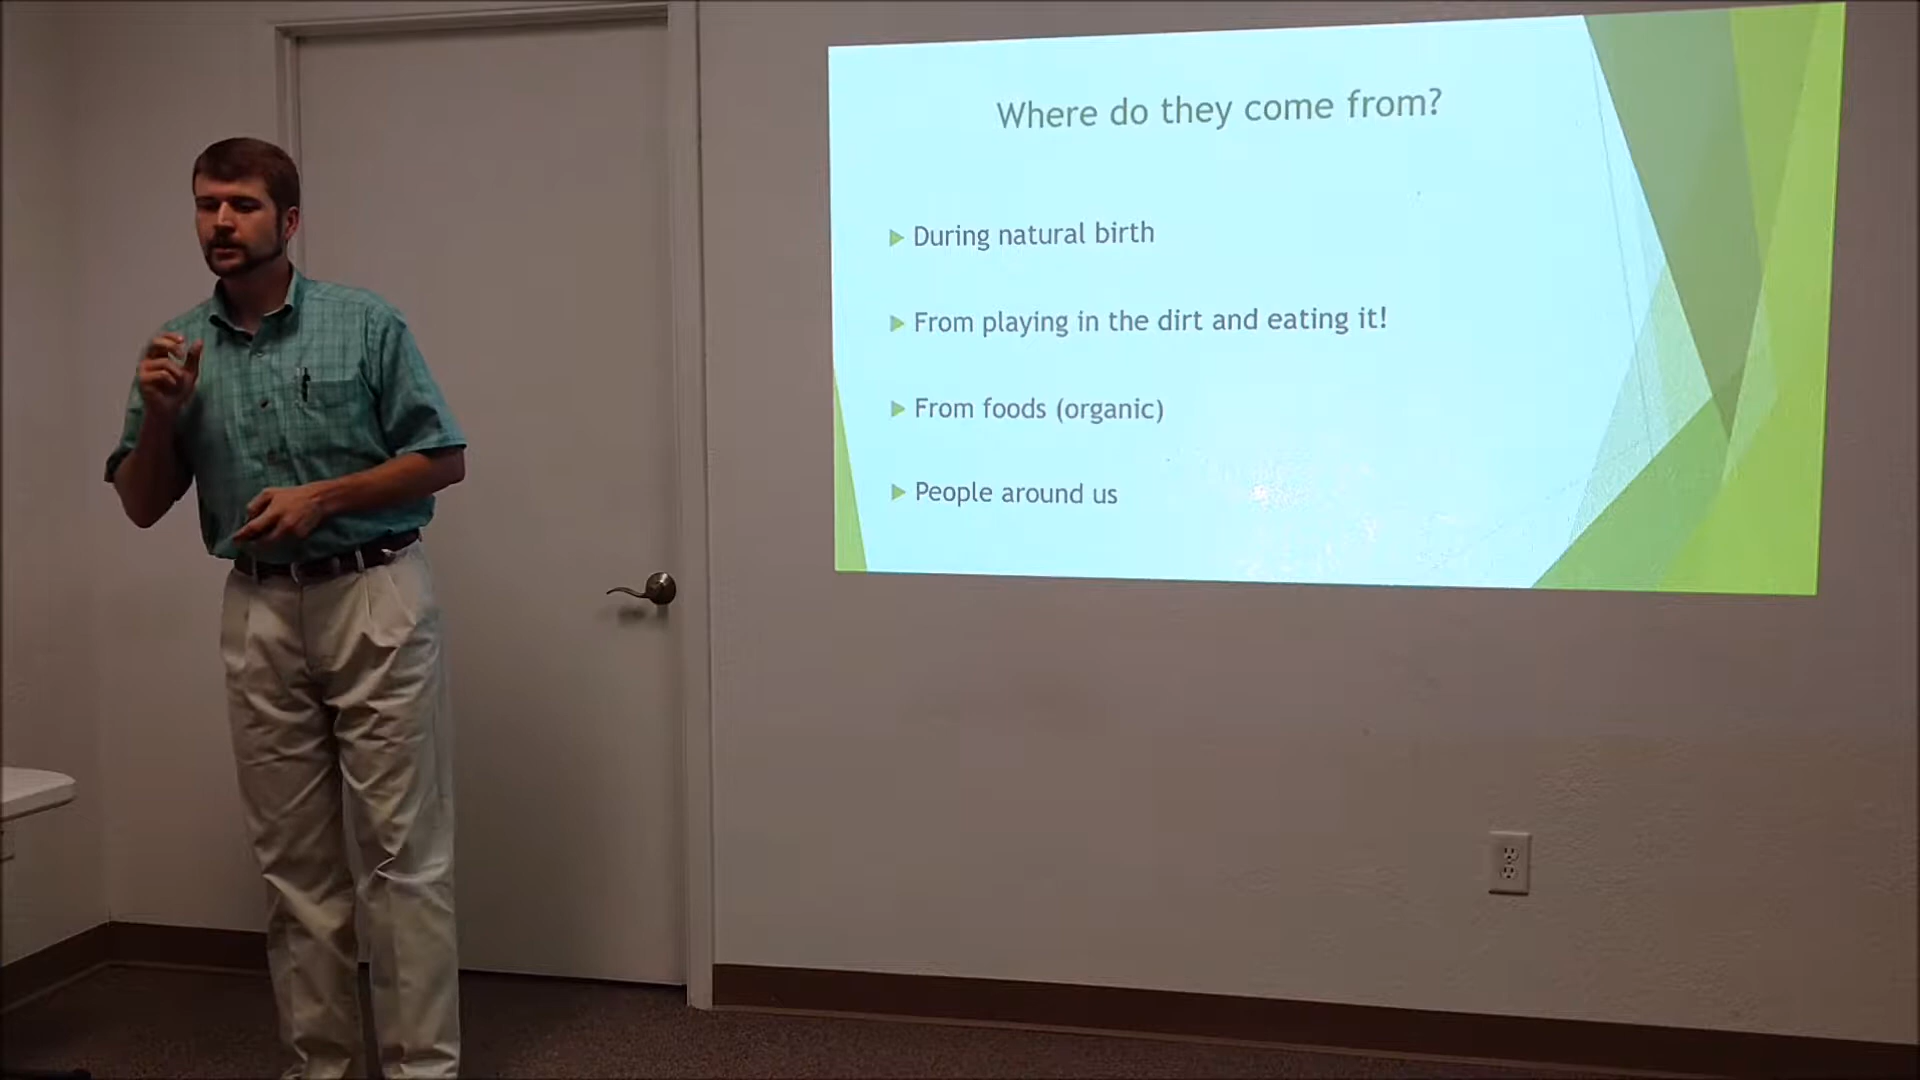 Where do they come from?
During natural birth
From playing in the dirt and eating it!
From foods (organic)
People around us